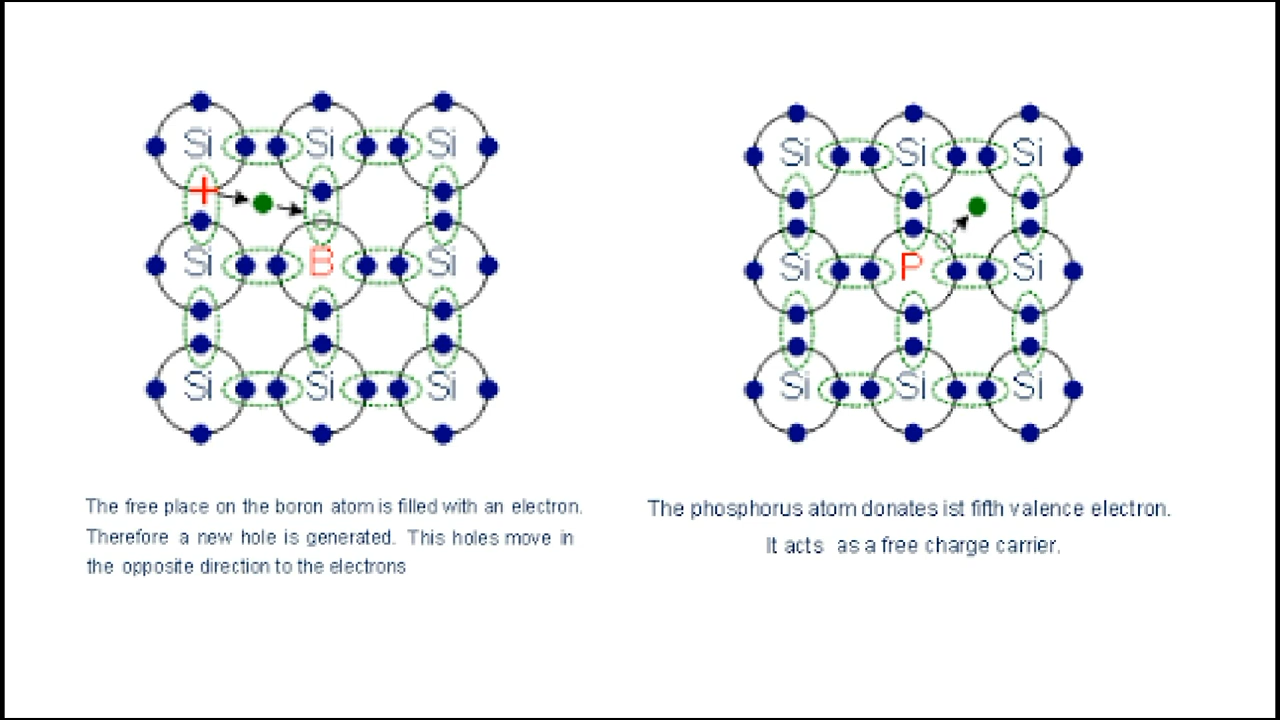 Si Si Si
+
Si B Si
Si Si Si
The free place on the boron atom is filled with an electron.
Therefore a new hole is generated. This holes move in
the opposite direction to the electrons
Si Si Si
Si P Si
Si Si Si
The phosphorus atom donates ist fifth valence electron.
It acts as a free charge carrier.